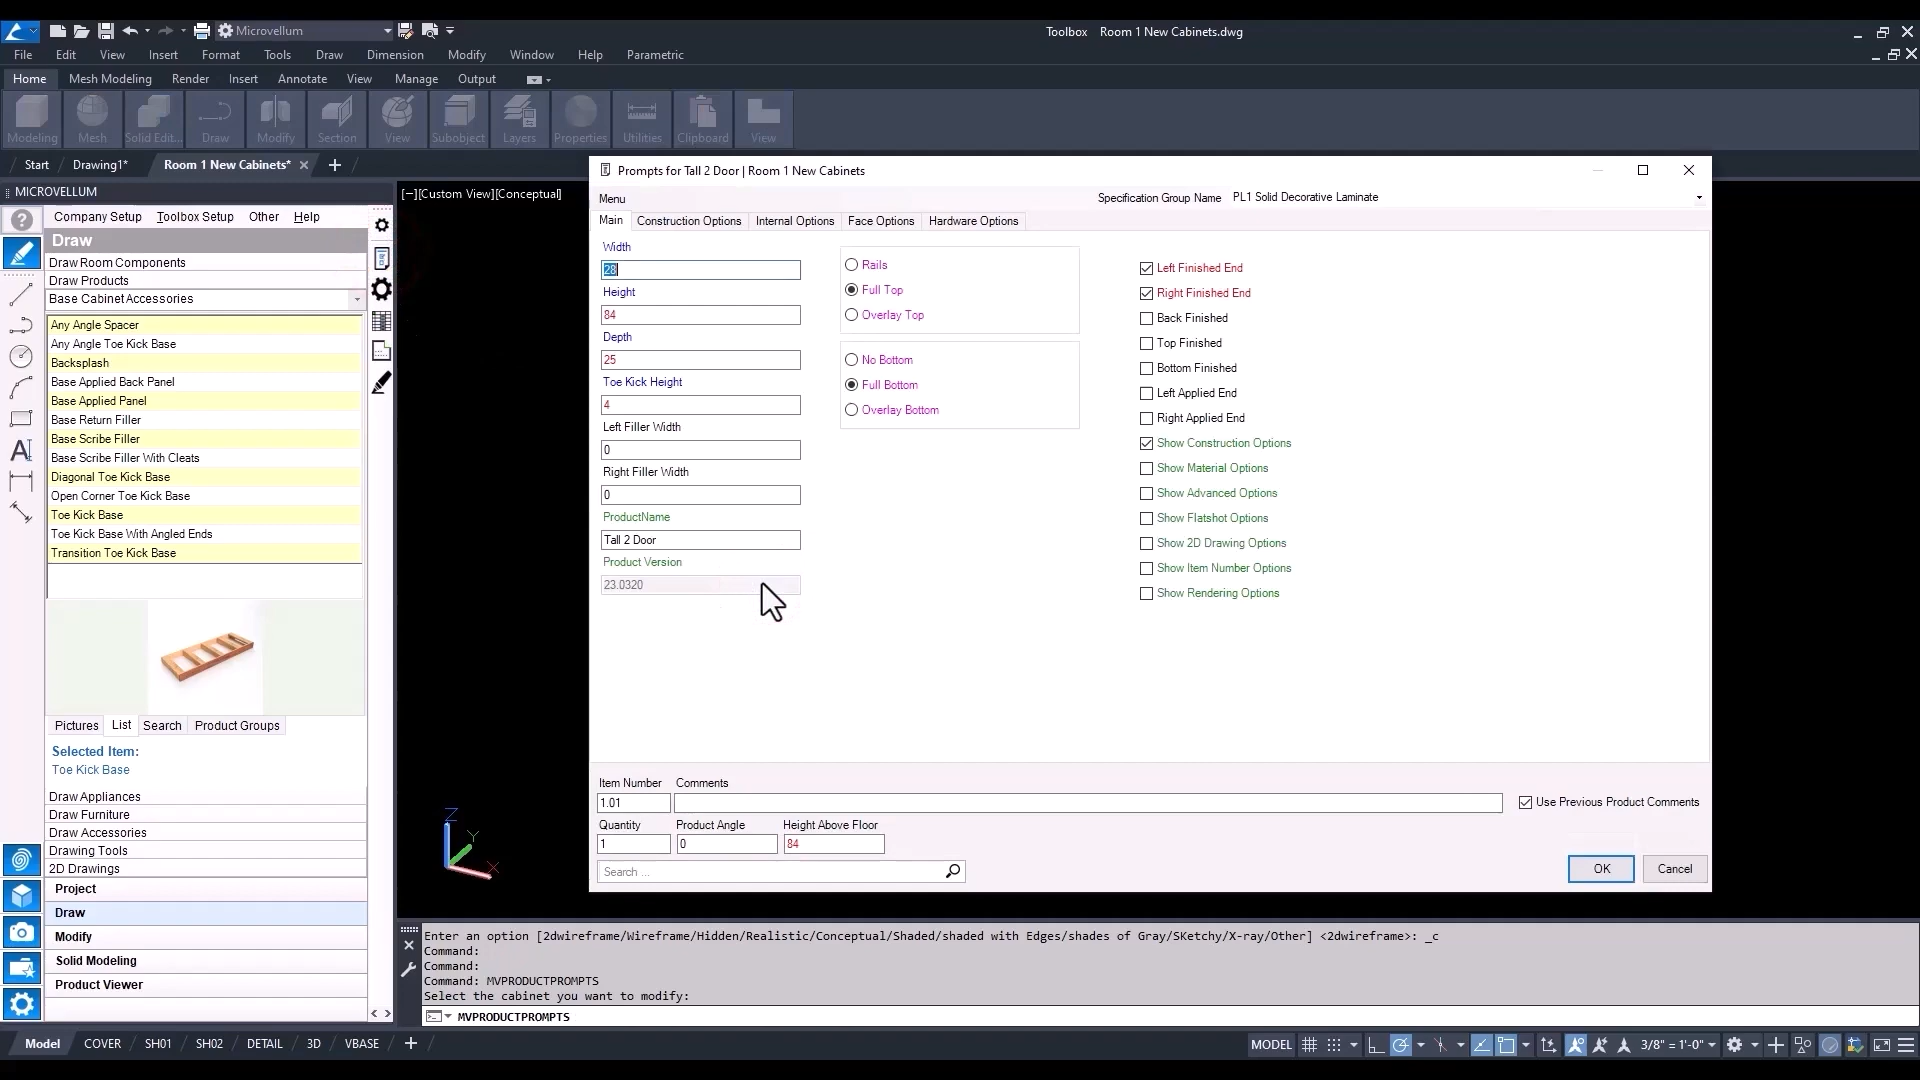 Microvellum
Toolbox Room 1 New Cabinets.dwg
File Edit View Insert Format Tools Draw Dimension Modify Window Help Parametric
Home Mesh Modeling Render Insert Annotate View Manage Output
Modeling Mesh Solid Edit... Draw Modify Section View Subobject Layers Properties Utilities Clipboard View
Start Drawing1* Room 1 New Cabinets*
MICROVELLUM
Company Setup Toolbox Setup Other Help
Draw
Draw Room Components
Draw Products
Base Cabinet Accessories
Any Angle Spacer
Any Angle Toe Kick Base
Backsplash
Base Applied Back Panel
Base Applied Panel
Base Return Filler
Base Scribe Filler
Base Scribe Filler With Cleats
Diagonal Toe Kick Base
Open Corner Toe Kick Base
Toe Kick Base
Toe Kick Base With Angled Ends
Transition Toe Kick Base
Pictures List Search Product Groups
Selected Item:
Toe Kick Base
Draw Appliances
Draw Furniture
Draw Accessories
Drawing Tools
2D Drawings
Project
Draw
Modify
Solid Modeling
Product Viewer
[−][Custom View][Conceptual]
Z
Y
X
Prompts for Tall 2 Door | Room 1 New Cabinets
Menu
Specification Group Name PL1 Solid Decorative Laminate
Main Construction Options Internal Options Face Options Hardware Options
Width
28
Height
84
Depth
25
Toe Kick Height
4
Left Filler Width
0
Right Filler Width
0
ProductName
Tall 2 Door
Product Version
23.0320
Rails
Full Top
Overlay Top
No Bottom
Full Bottom
Overlay Bottom
Left Finished End
Right Finished End
Back Finished
Top Finished
Bottom Finished
Left Applied End
Right Applied End
Show Construction Options
Show Material Options
Show Advanced Options
Show Flatshot Options
Show 2D Drawing Options
Show Item Number Options
Show Rendering Options
Item Number Comments
1.01
Use Previous Product Comments
Quantity Product Angle Height Above Floor
1 0 84
Search ...
OK Cancel
Enter an option [2dwireframe/Wireframe/Hidden/Realistic/Conceptual/Shaded/shaded with Edges/shades of Gray/SKetchy/X-ray/Other] <2dwireframe>: _c
Command:
Command:
Command: MVPRODUCTPROMPTS
Select the cabinet you want to modify:
MVPRODUCTPROMPTS
Model COVER SH01 SH02 DETAIL 3D VBASE
MODEL 3/8" = 1'-0"